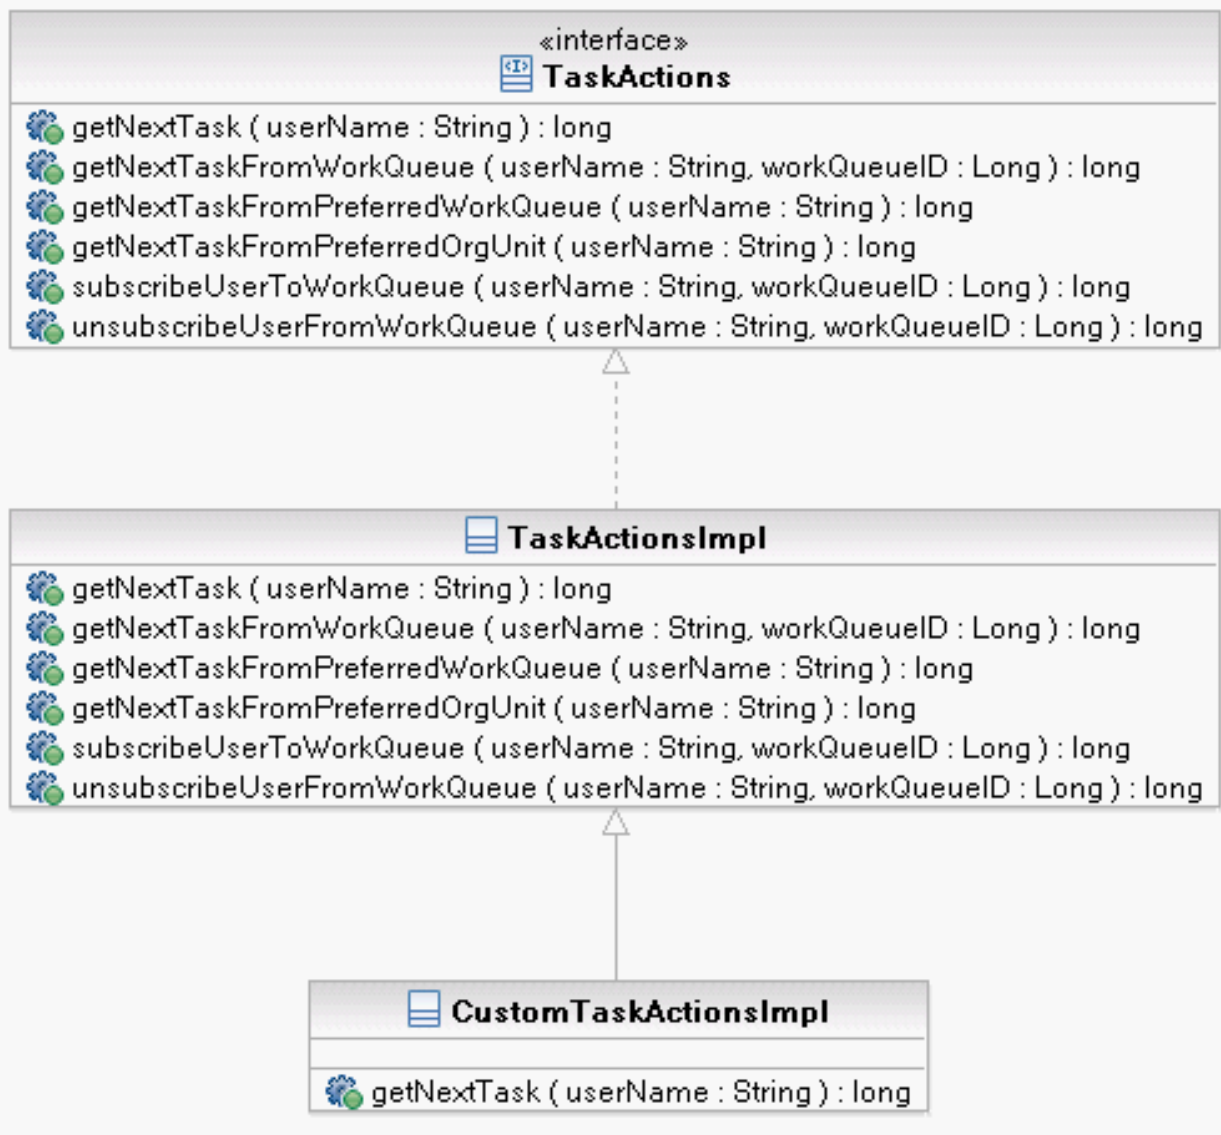 «interface»
TaskActions
getNextTask ( userName : String ) : long
getNextTaskFromWorkQueue ( userName : String, workQueueID : Long ) : long
getNextTaskFromPreferredWorkQueue ( userName : String ) : long
getNextTaskFromPreferredOrgUnit ( userName : String ) : long
subscribeUserToWorkQueue ( userName : String, workQueueID : Long ) : long
unsubscribeUserFromWorkQueue ( userName : String, workQueueID : Long ) : long
TaskActionsImpl
getNextTask ( userName : String ) : long
getNextTaskFromWorkQueue ( userName : String, workQueueID : Long ) : long
getNextTaskFromPreferredWorkQueue ( userName : String ) : long
getNextTaskFromPreferredOrgUnit ( userName : String ) : long
subscribeUserToWorkQueue ( userName : String, workQueueID : Long ) : long
unsubscribeUserFromWorkQueue ( userName : String, workQueueID : Long ) : long
CustomTaskActionsImpl
getNextTask ( userName : String ) : long